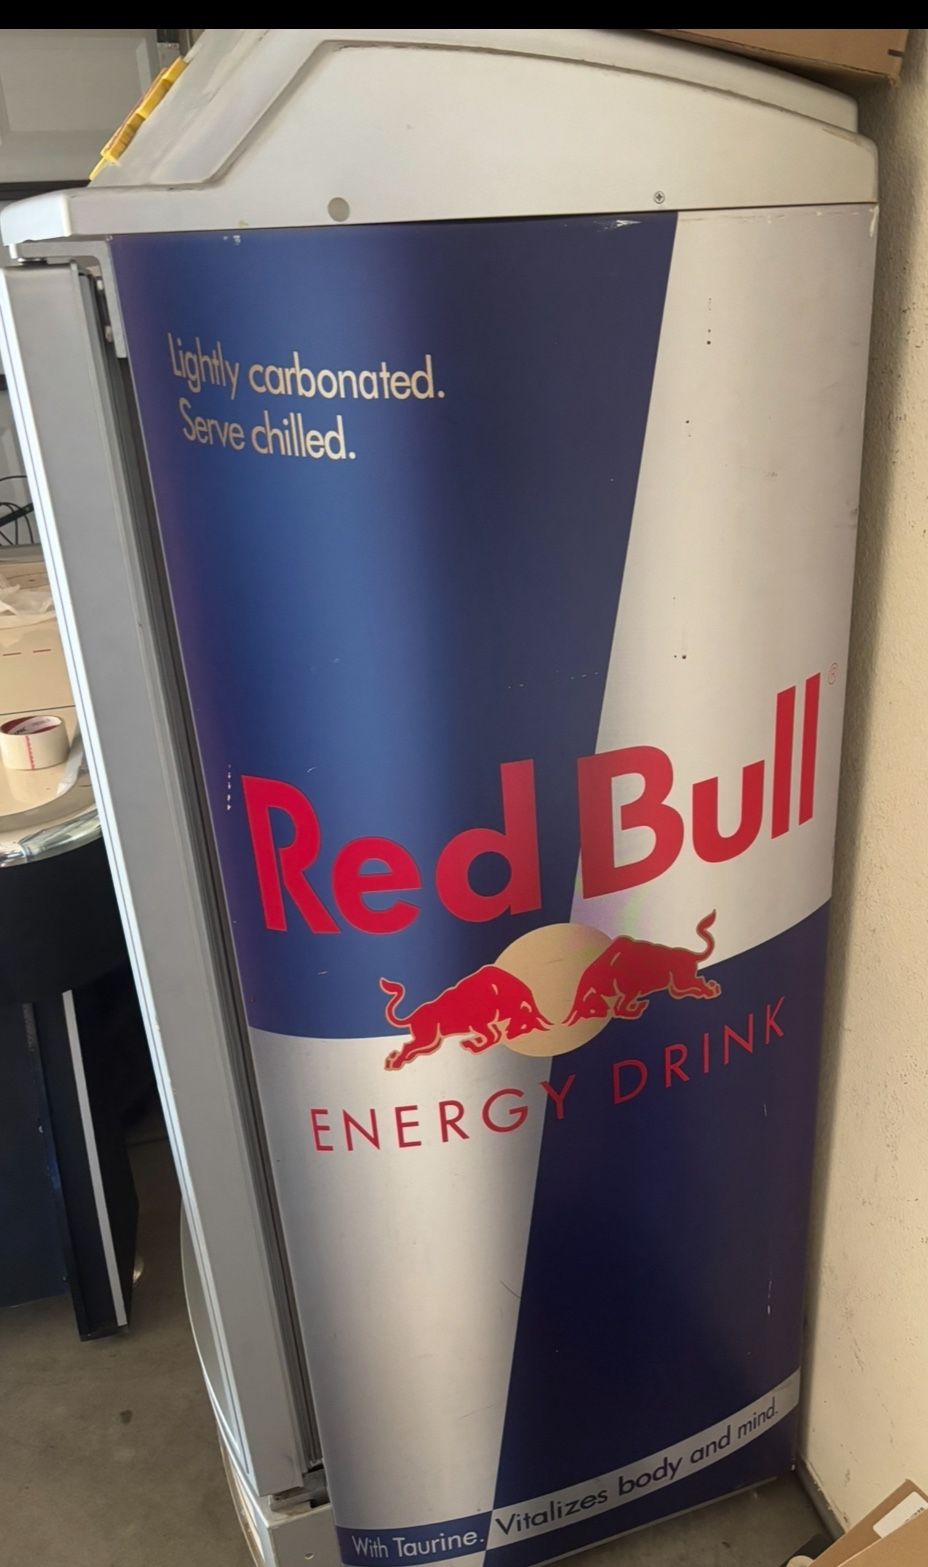 Lightly carbonated.
Serve chilled.
Red Bull®
ENERGY DRINK
With Taurine. Vitalizes body and mind.